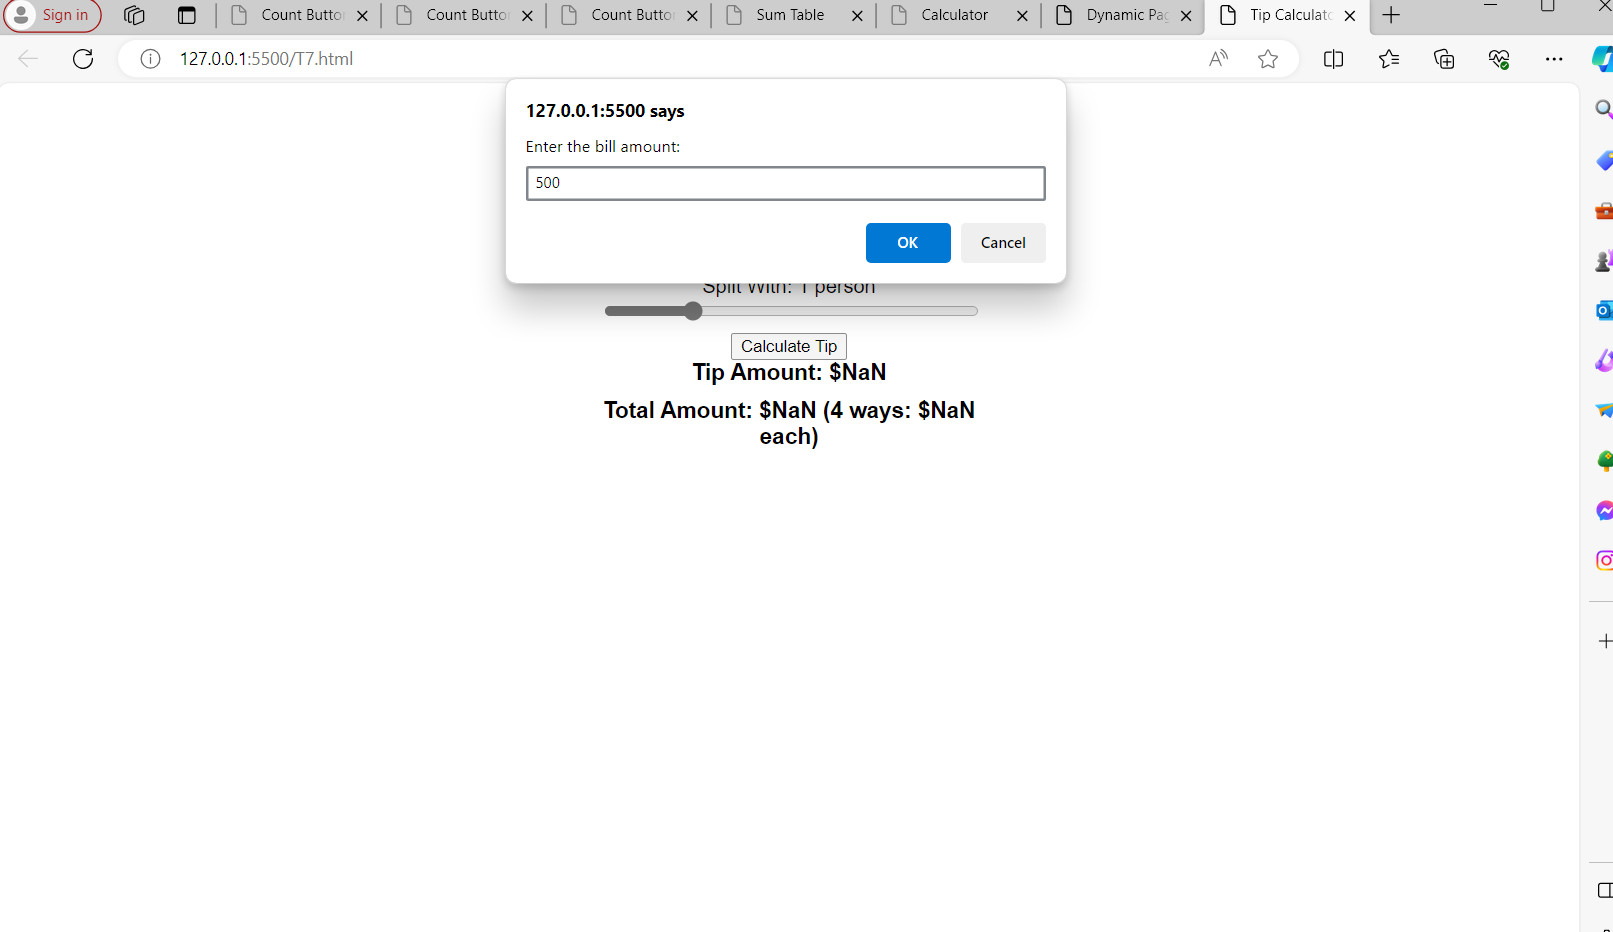 Sign in
Count Butto
Count Butto
Count Butto
Sum Table
Calculator
Dynamic Pag
Tip Calculato
127.0.0.1:5500/T7.html
127.0.0.1:5500 says
Enter the bill amount:
500
OK
Cancel
Split With: 1 person
Calculate Tip
Tip Amount: $NaN
Total Amount: $NaN (4 ways: $NaN
each)